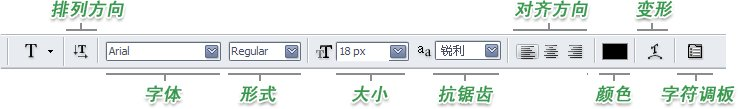 排列方向 对齐方向 变形
T T Arial Regular TT 18 px aa 锐利 T
字体 形式 大小 抗锯齿 颜色 字符调板